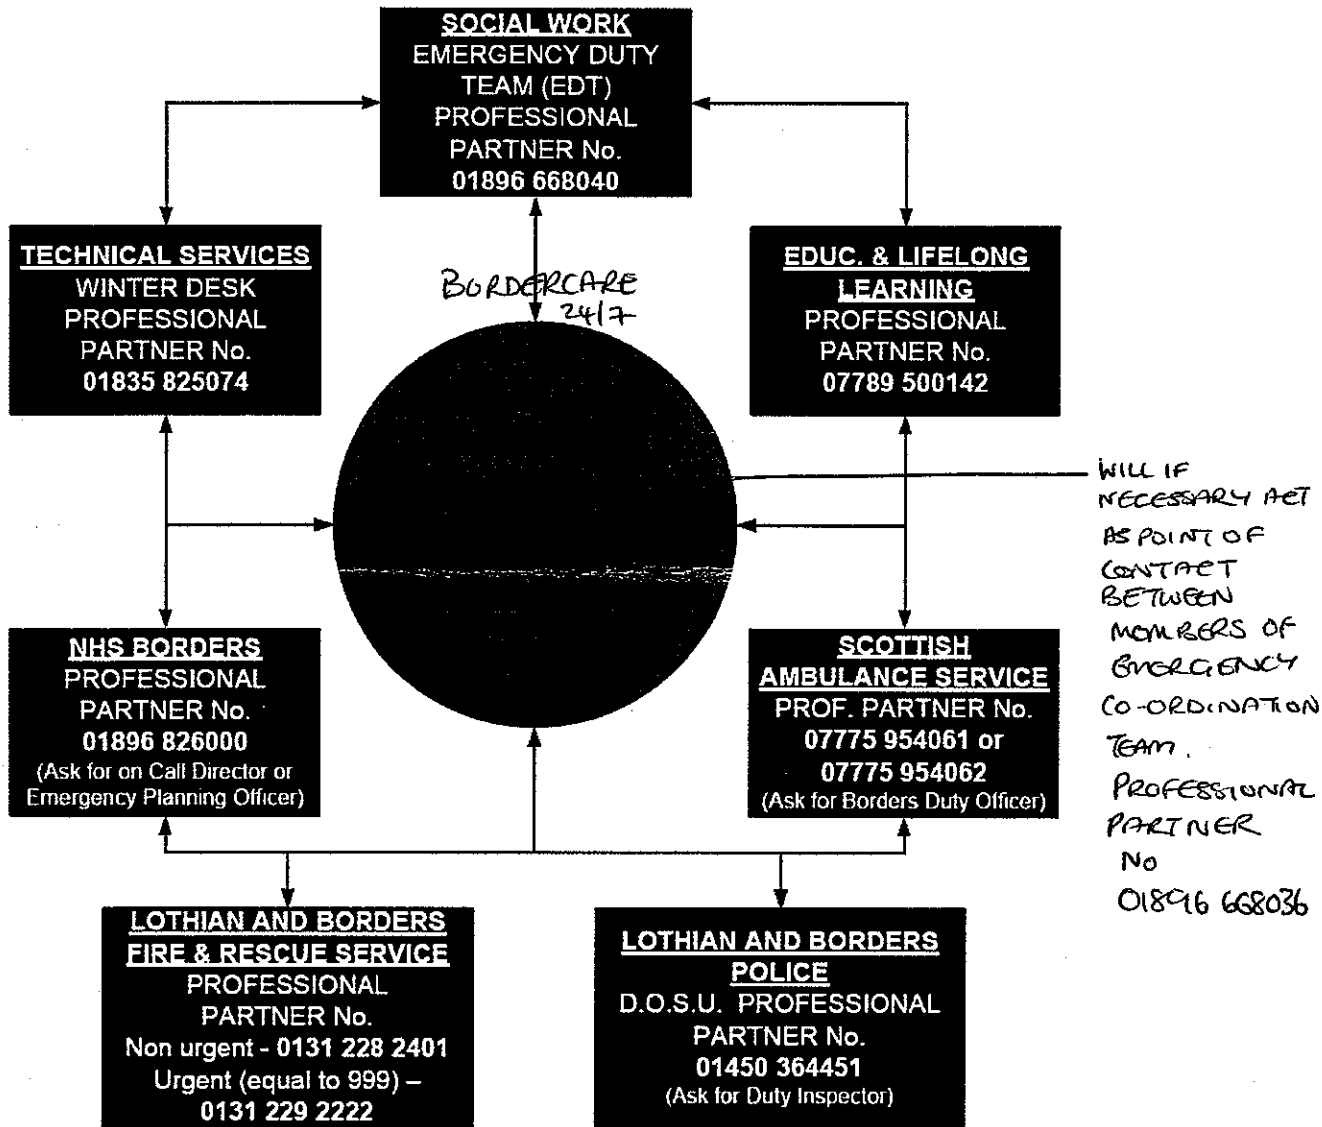 SOCIAL WORK
EMERGENCY DUTY
TEAM (EDT)
PROFESSIONAL
PARTNER No.
01896 668040
TECHNICAL SERVICES
WINTER DESK
PROFESSIONAL
PARTNER No.
01835 825074
BORDERCARE
24/7
EDUC. & LIFELONG
LEARNING
PROFESSIONAL
PARTNER No.
07789 500142
WILL IF
NECESSARY ACT
AS POINT OF
CONTACT
BETWEEN
MEMBERS OF
EMERGENCY
CO-ORDINATION
TEAM.
PROFESSIONAL
PARTNER
No
01896 668036
NHS BORDERS
PROFESSIONAL
PARTNER No.
01896 826000
(Ask for on Call Director or
Emergency Planning Officer)
SCOTTISH
AMBULANCE SERVICE
PROF. PARTNER No.
07775 954061 or
07775 954062
(Ask for Borders Duty Officer)
LOTHIAN AND BORDERS
FIRE & RESCUE SERVICE
PROFESSIONAL
PARTNER No.
Non urgent - 0131 228 2401
Urgent (equal to 999) –
0131 229 2222
LOTHIAN AND BORDERS
POLICE
D.O.S.U. PROFESSIONAL
PARTNER No.
01450 364451
(Ask for Duty Inspector)